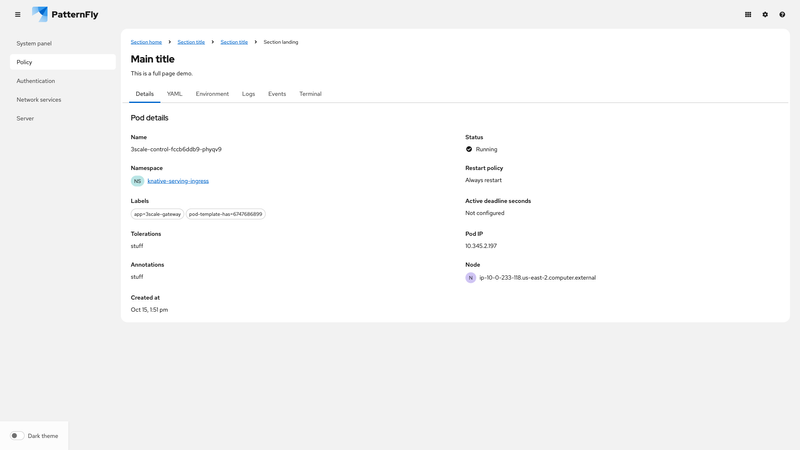 PatternFly
System panel
Policy
Authentication
Network services
Server
Section home
Section title
Section title
Section landing
Main title
This is a full page demo.
Details YAML Environment Logs Events Terminal
Pod details
Name
3scale-control-fccb6ddb9-phyqv9
Status
Running
Namespace
NS knative-serving-ingress
Restart policy
Always restart
Labels
app=3scale-gateway pod-template-has=6747686899
Active deadline seconds
Not configured
Tolerations
stuff
Pod IP
10.345.2.197
Annotations
stuff
Node
N ip-10-0-233-118.us-east-2.computer.external
Created at
Oct 15, 1:51 pm
Dark theme